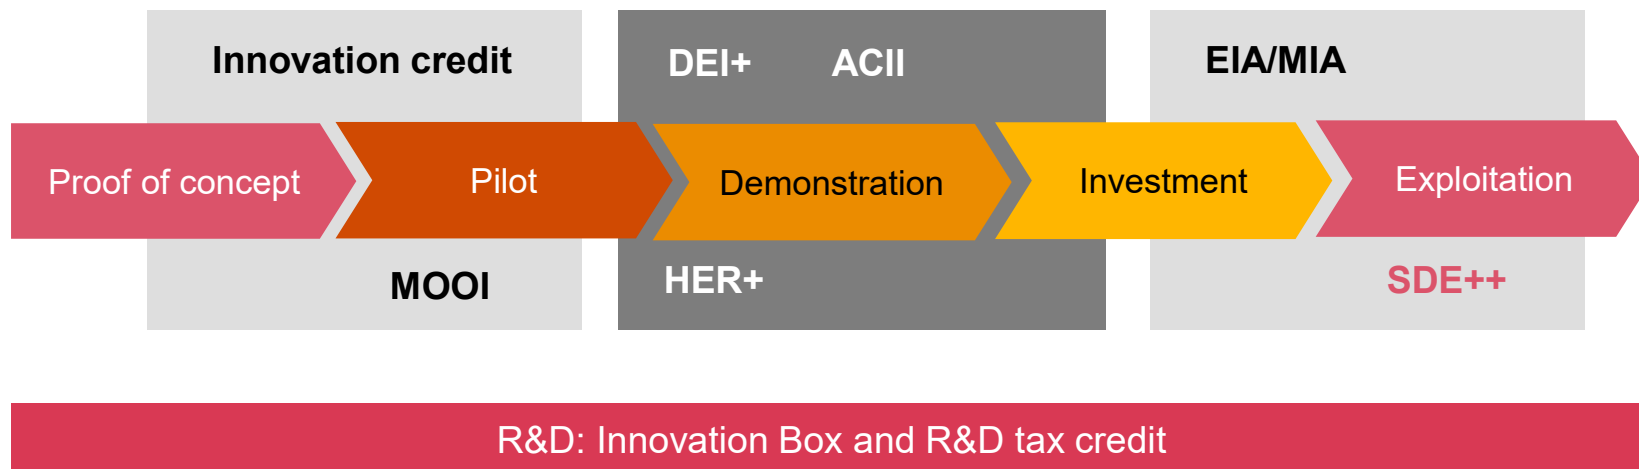 Innovation credit
DEI+
ACII
EIA/MIA
Proof of concept
Pilot
Demonstration
Investment
Exploitation
MOOI
HER+
SDE++
R&D: Innovation Box and R&D tax credit